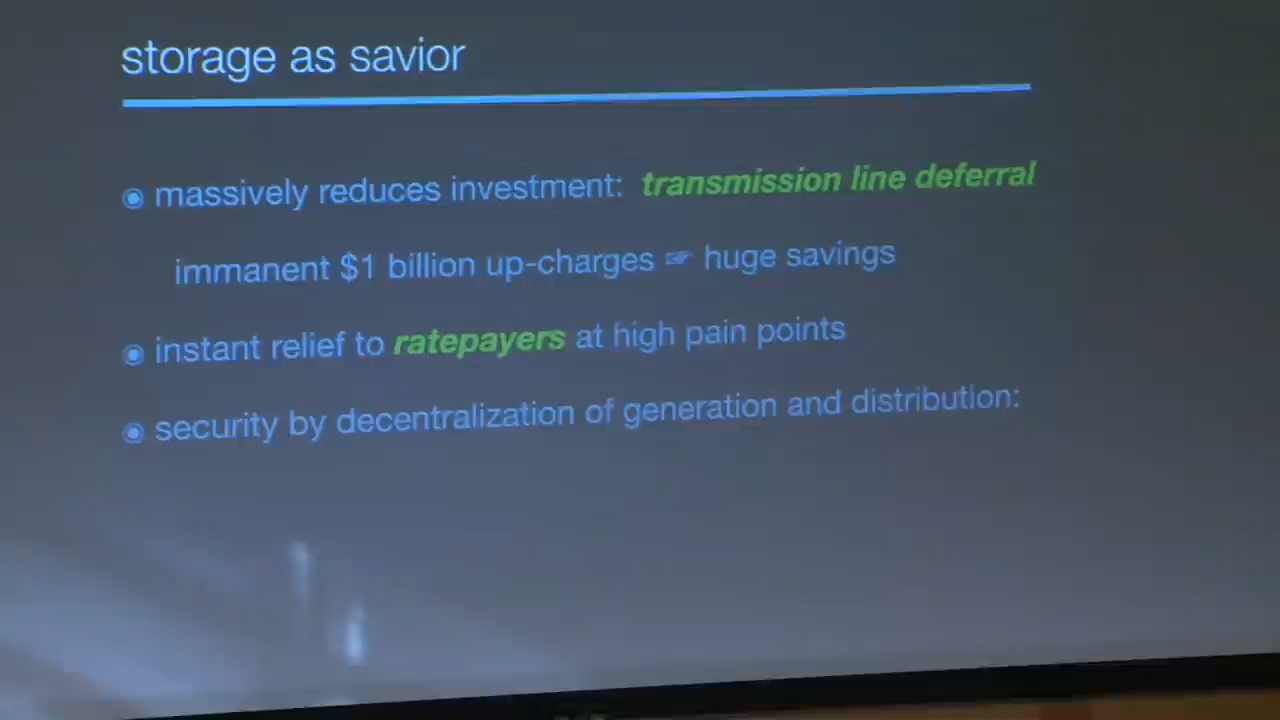 storage as savior
◉ massively reduces investment: transmission line deferral
immanent $1 billion up-charges ☞ huge savings
◉ instant relief to ratepayers at high pain points
◉ security by decentralization of generation and distribution: